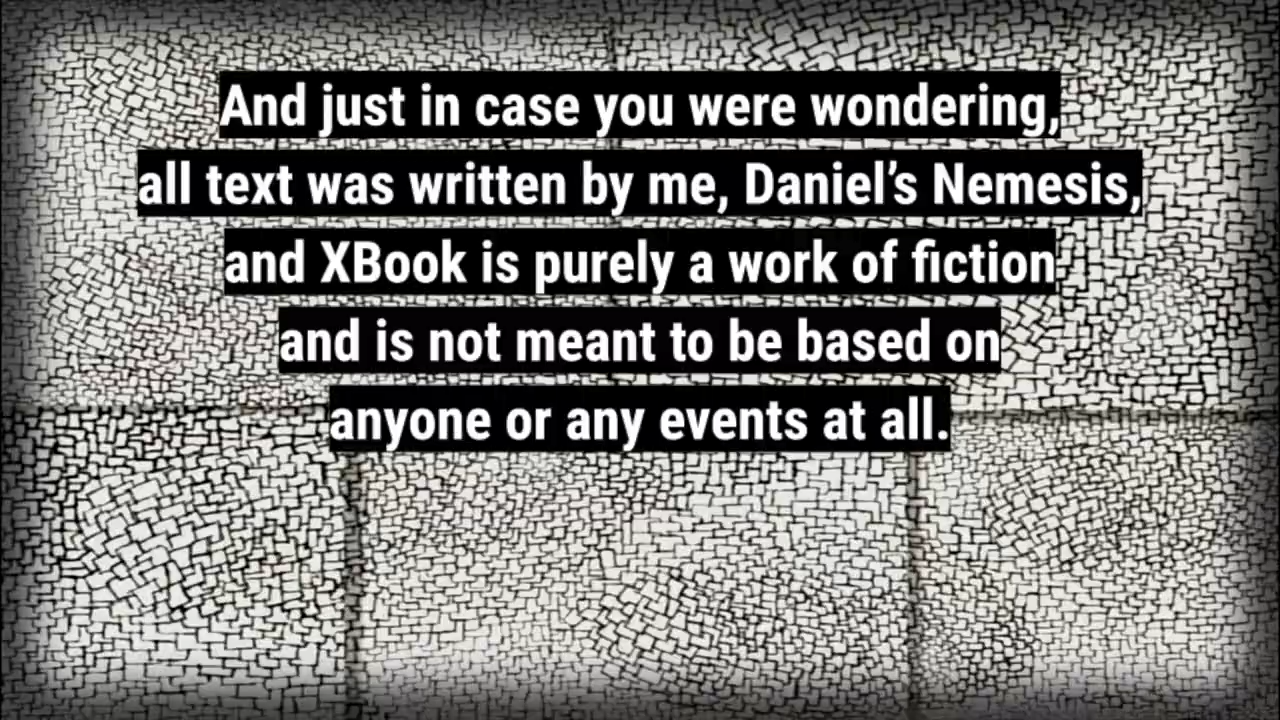 And just in case you were wondering,
all text was written by me, Daniel’s Nemesis,
and XBook is purely a work of fiction
and is not meant to be based on
anyone or any events at all.